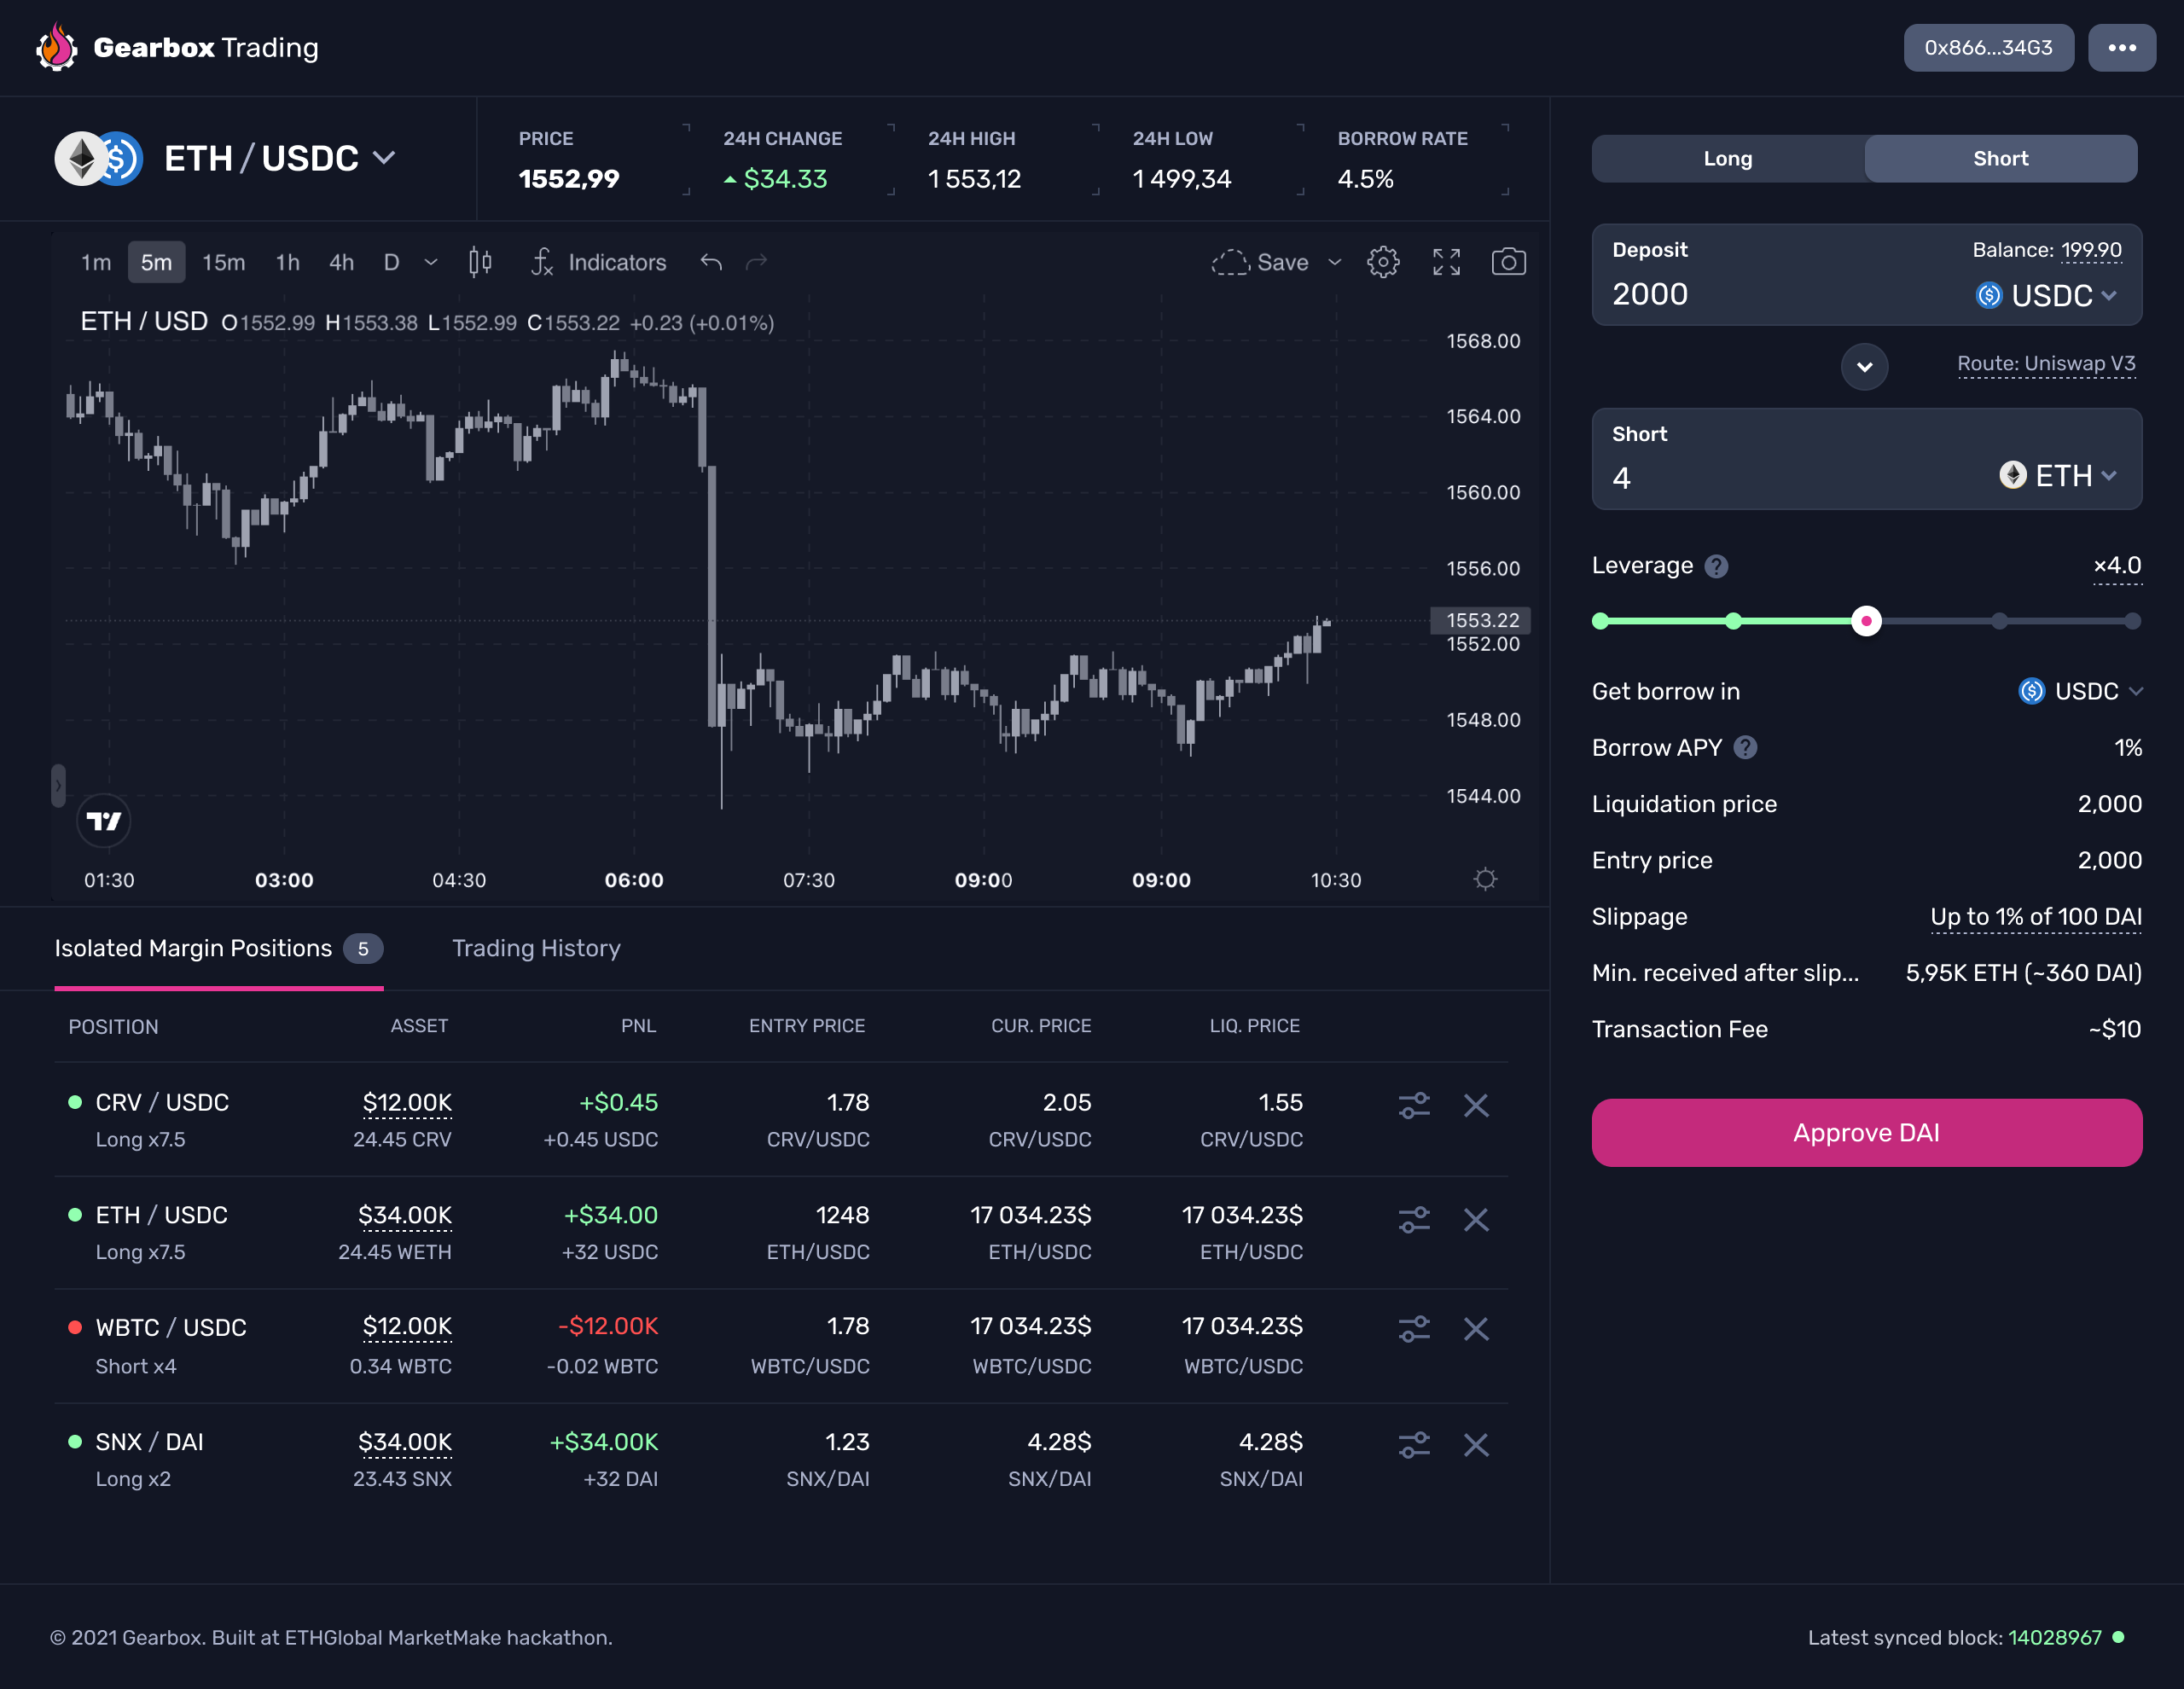 Gearbox Trading
0x866...34G3
ETH / USDC
PRICE
1552,99
24H CHANGE
$34.33
24H HIGH
1 553,12
24H LOW
1 499,34
BORROW RATE
4.5%
1m 5m 15m 1h 4h D Indicators Save
ETH / USD O1552.99 H1553.38 L1552.99 C1553.22 +0.23 (+0.01%)
1568.00
1564.00
1560.00
1556.00
1553.22
1552.00
1548.00
1544.00
01:30 03:00 04:30 06:00 07:30 09:00 09:00 10:30
Isolated Margin Positions 5 Trading History
POSITION ASSET PNL ENTRY PRICE CUR. PRICE LIQ. PRICE
CRV / USDC $12.00K +$0.45 1.78 2.05 1.55
Long x7.5 24.45 CRV +0.45 USDC CRV/USDC CRV/USDC CRV/USDC
ETH / USDC $34.00K +$34.00 1248 17 034.23$ 17 034.23$
Long x7.5 24.45 WETH +32 USDC ETH/USDC ETH/USDC ETH/USDC
WBTC / USDC $12.00K -$12.00K 1.78 17 034.23$ 17 034.23$
Short x4 0.34 WBTC -0.02 WBTC WBTC/USDC WBTC/USDC WBTC/USDC
SNX / DAI $34.00K +$34.00K 1.23 4.28$ 4.28$
Long x2 23.43 SNX +32 DAI SNX/DAI SNX/DAI SNX/DAI
Long Short
Deposit Balance: 199.90
2000 USDC
Route: Uniswap V3
Short
4 ETH
Leverage ? ×4.0
Get borrow in USDC
Borrow APY ? 1%
Liquidation price 2,000
Entry price 2,000
Slippage Up to 1% of 100 DAI
Min. received after slip... 5,95K ETH (~360 DAI)
Transaction Fee ~$10
Approve DAI
© 2021 Gearbox. Built at ETHGlobal MarketMake hackathon.
Latest synced block: 14028967